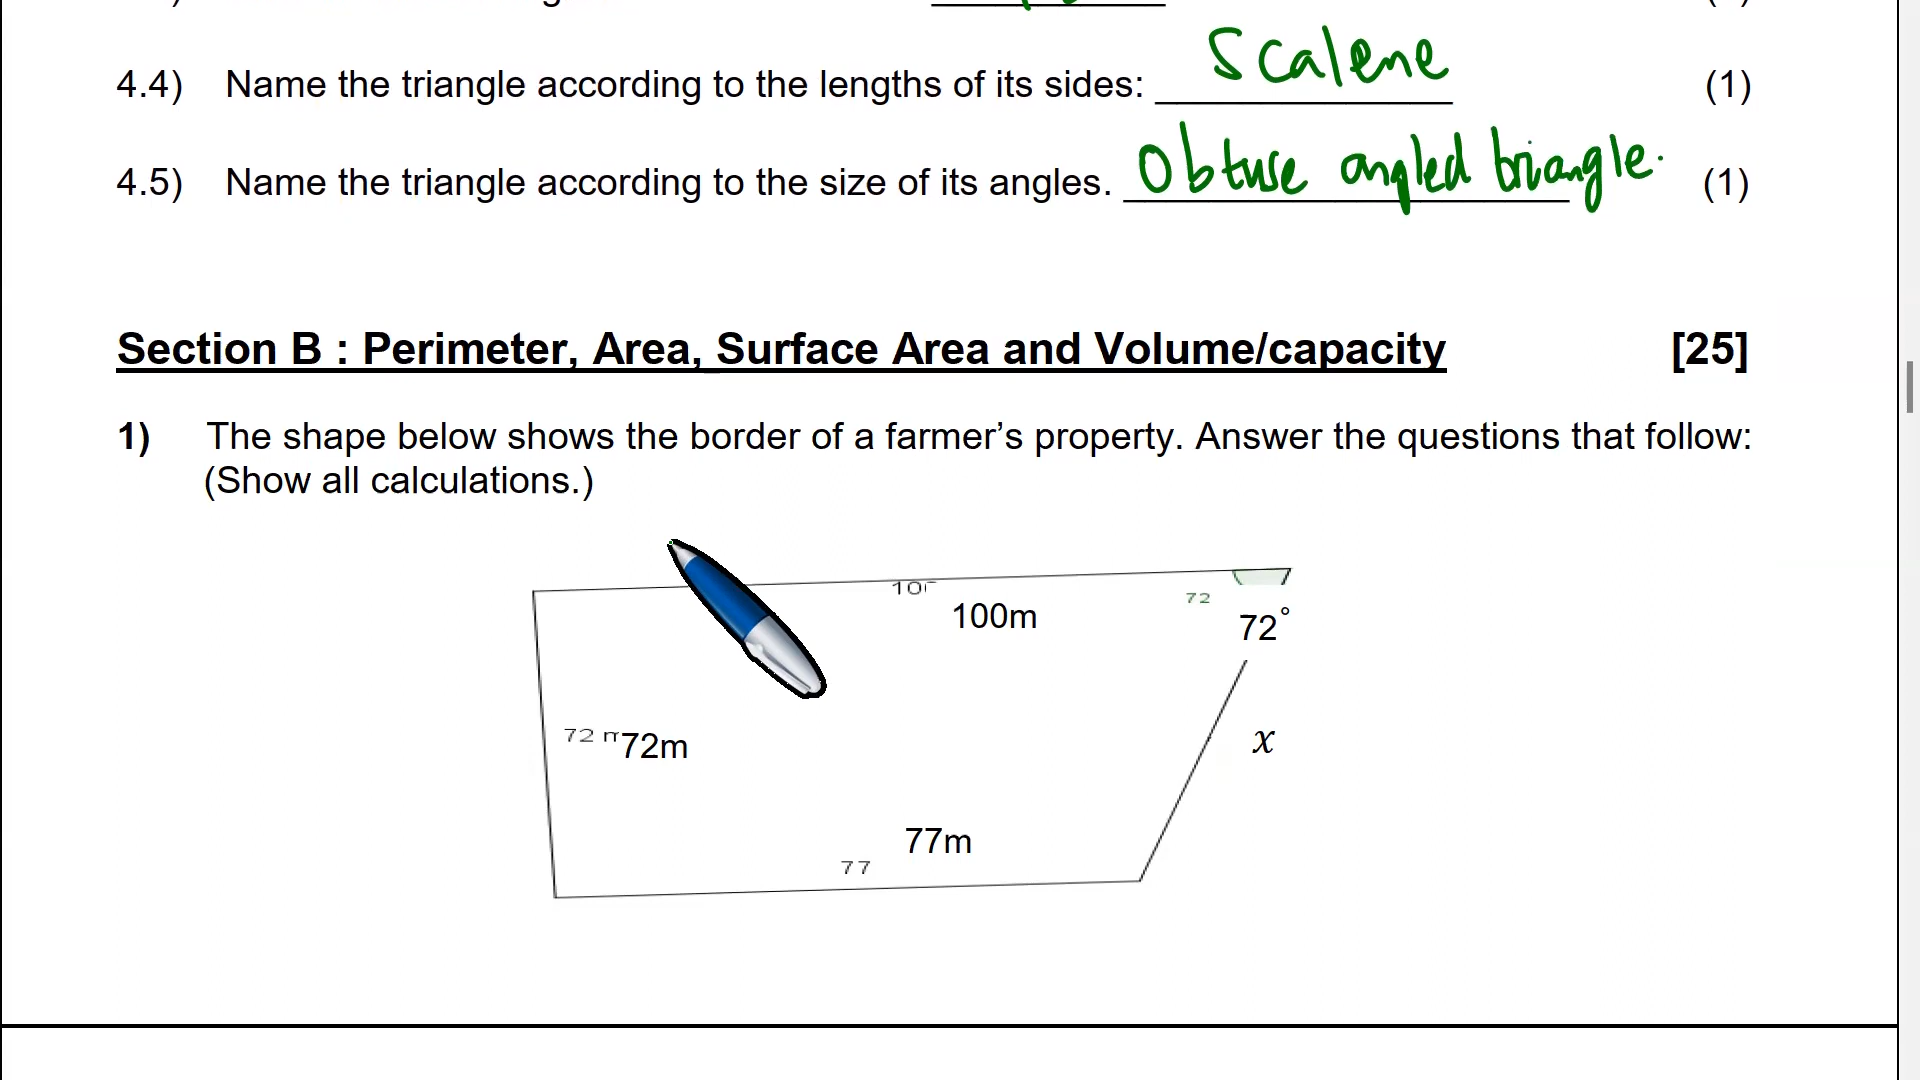 4.4) Name the triangle according to the lengths of its sides: Scalene (1)
4.5) Name the triangle according to the size of its angles. Obtuse angled triangle. (1)
Section B : Perimeter, Area, Surface Area and Volume/capacity [25]
1) The shape below shows the border of a farmer’s property. Answer the questions that follow:
(Show all calculations.)
100m
72
72°
72 m
72m
x
77m
77